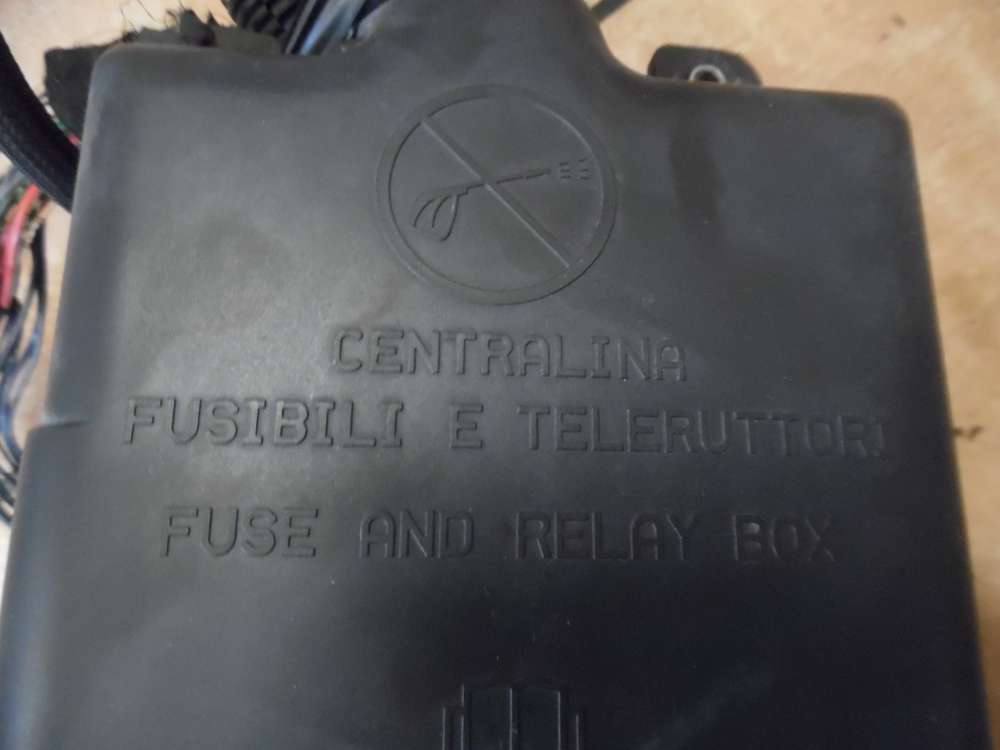 CENTRALINA
FUSIBILI E TELERUTTORI
FUSE AND RELAY BOX